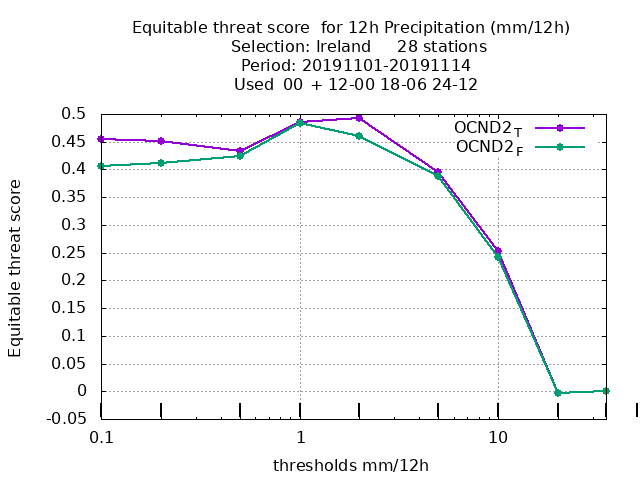 Equitable threat score  for 12h Precipitation (mm/12h)
Selection: Ireland     28 stations
Period: 20191101-20191114
Used  00  + 12-00 18-06 24-12
OCND2T
OCND2F
0.5
0.45
0.4
0.35
0.3
0.25
0.2
0.15
0.1
0.05
0
-0.05
Equitable threat score
0.1 1 10
thresholds mm/12h